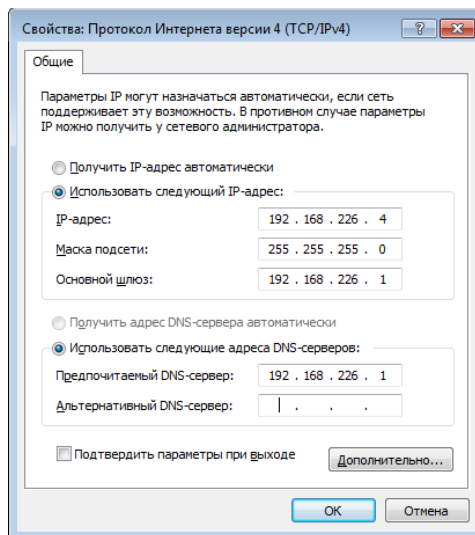 Свойства: Протокол Интернета версии 4 (TCP/IPv4)
Общие
Параметры IP могут назначаться автоматически, если сеть
поддерживает эту возможность. В противном случае параметры
IP можно получить у сетевого администратора.
Получить IP-адрес автоматически
Использовать следующий IP-адрес:
IP-адрес: 192 . 168 . 226 . 4
Маска подсети: 255 . 255 . 255 . 0
Основной шлюз: 192 . 168 . 226 . 1
Получить адрес DNS-сервера автоматически
Использовать следующие адреса DNS-серверов:
Предпочитаемый DNS-сервер: 192 . 168 . 226 . 1
Альтернативный DNS-сервер: . . .
Подтвердить параметры при выходе
Дополнительно...
ОК Отмена